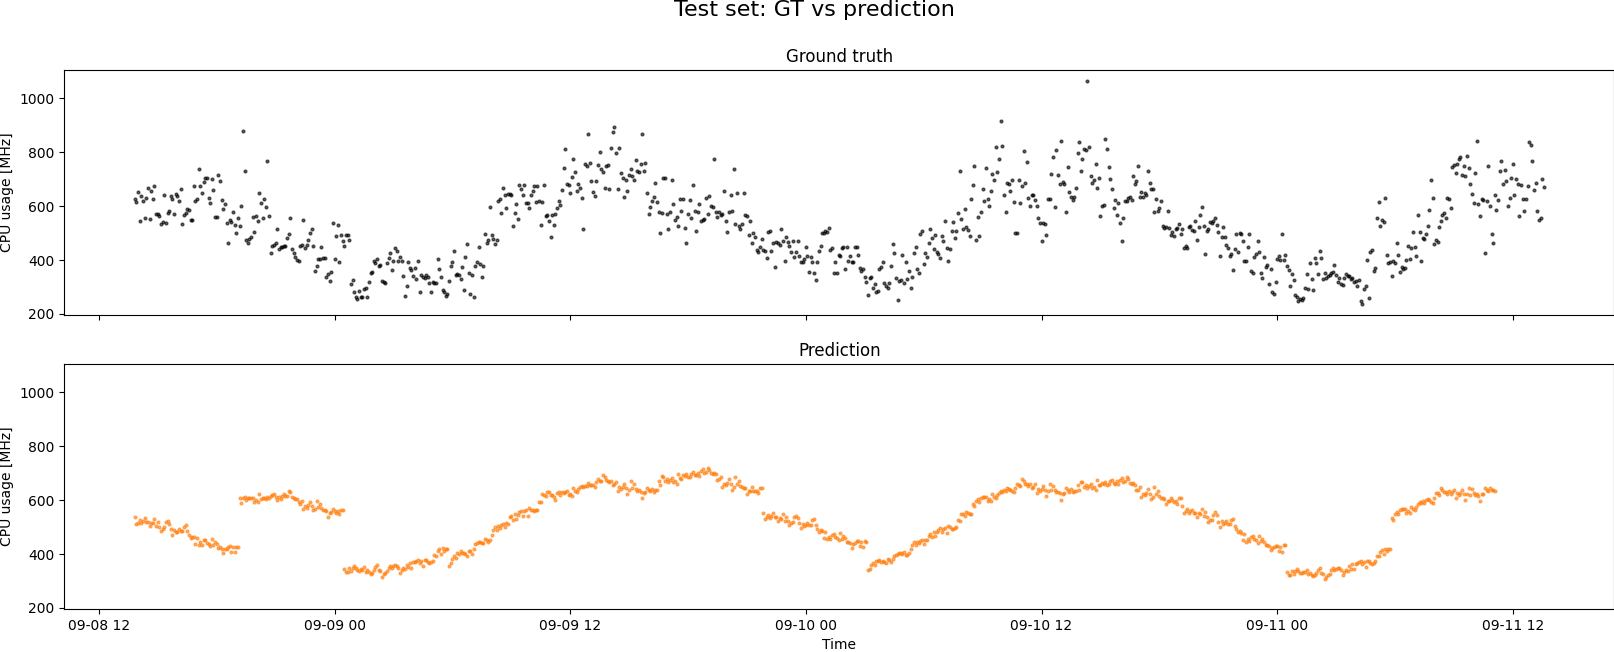 Test set: GT vs prediction
Ground truth
CPU usage [MHz]
1000
800
600
400
200
Prediction
CPU usage [MHz]
1000
800
600
400
200
09-08 12
09-09 00
09-09 12
09-10 00
09-10 12
09-11 00
09-11 12
Time